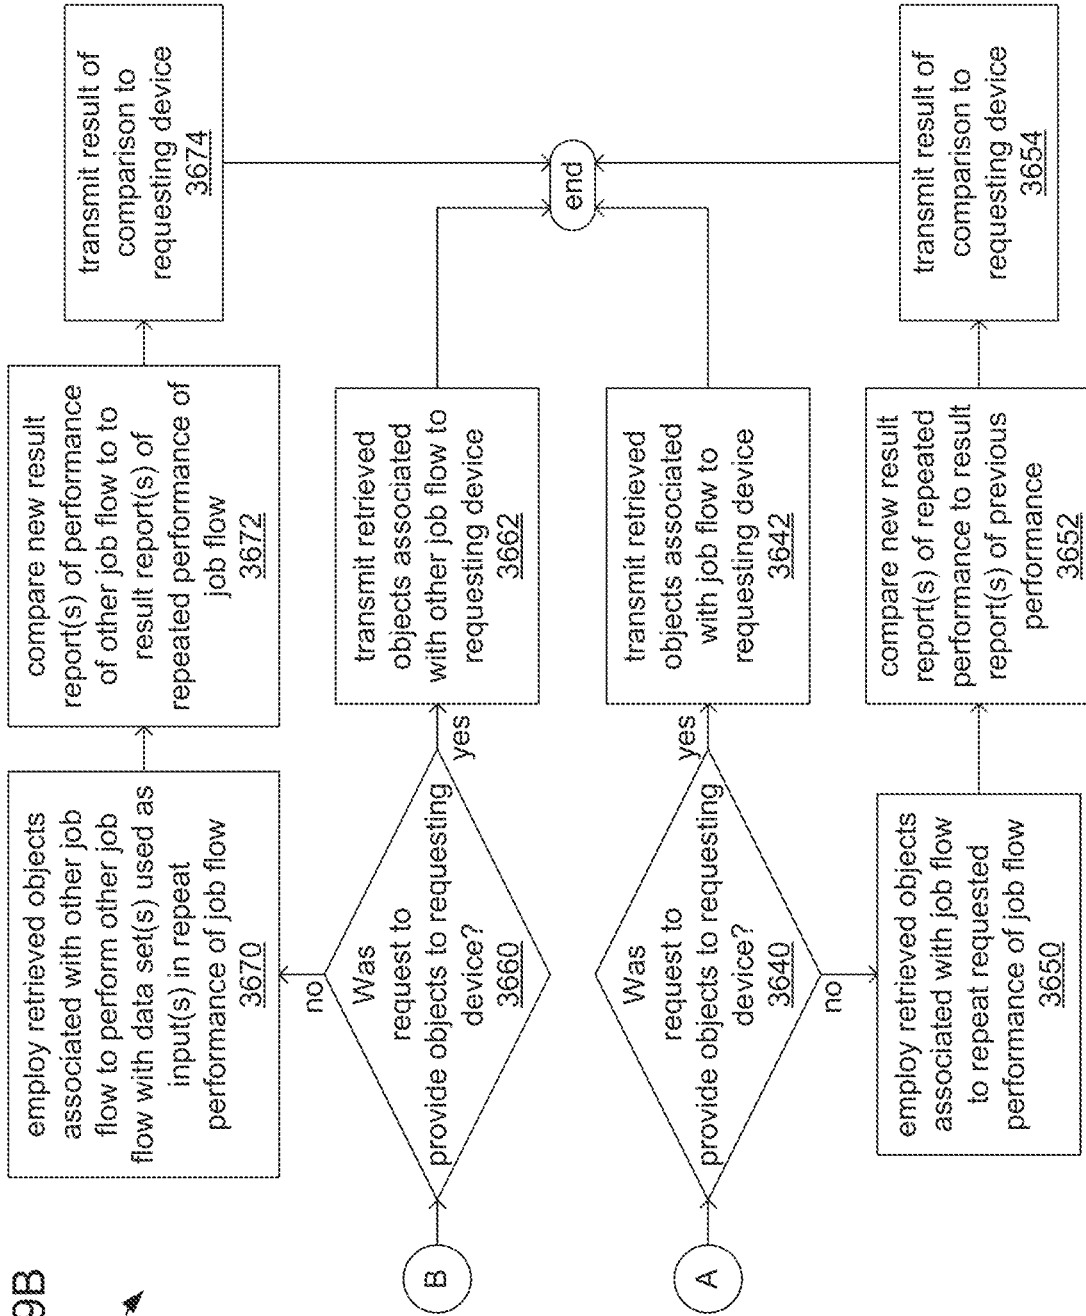 9B
employ retrieved objects
associated with other job
flow to perform other job
flow with data set(s) used as
input(s) in repeat
performance of job flow
3670
compare new result
report(s) of performance
of other job flow to to
result report(s) of
repeated performance of
job flow
3672
transmit result of
comparison to
requesting device
3674
no
B
Was
request to
provide objects to requesting
device?
3660
yes
transmit retrieved
objects associated
with other job flow to
requesting device
3662
end
A
Was
request to
provide objects to requesting
device?
3640
yes
transmit retrieved
objects associated
with job flow to
requesting device
3642
no
employ retrieved objects
associated with job flow
to repeat requested
performance of job flow
3650
compare new result
report(s) of repeated
performance to result
report(s) of previous
performance
3652
transmit result of
comparison to
requesting device
3654